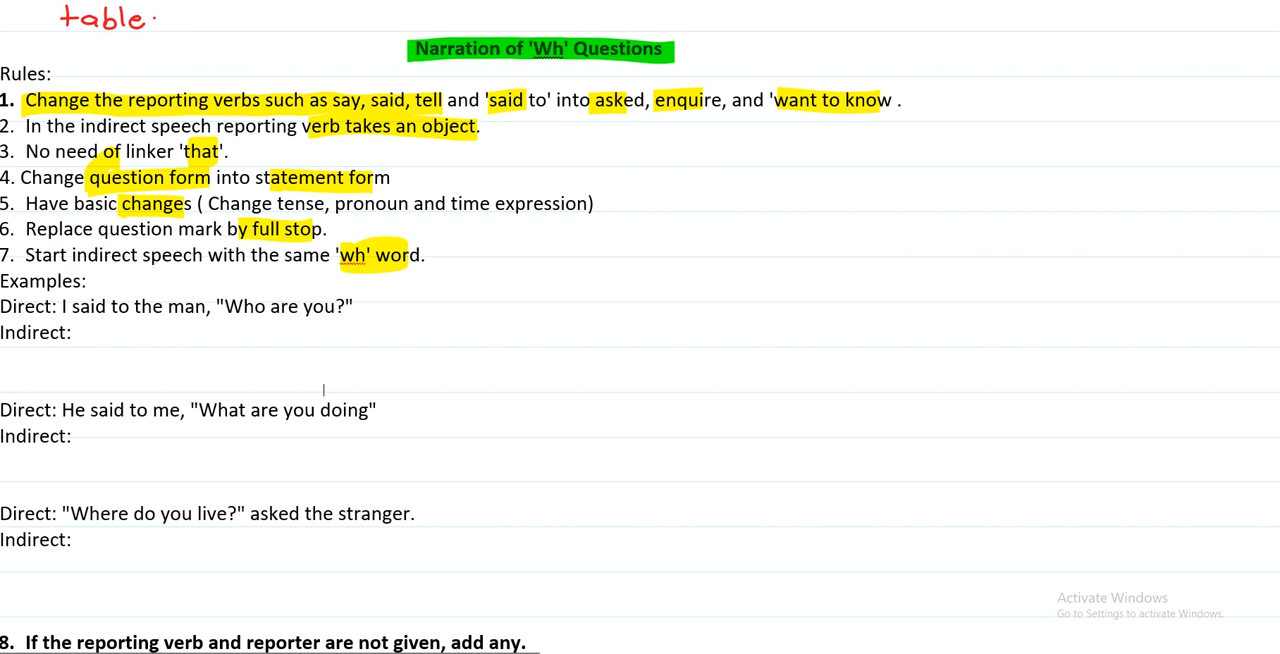 table.
Narration of 'Wh' Questions
Rules:
1. Change the reporting verbs such as say, said, tell and 'said to' into asked, enquire, and 'want to know .
2. In the indirect speech reporting verb takes an object.
3. No need of linker 'that'.
4. Change question form into statement form
5. Have basic changes ( Change tense, pronoun and time expression)
6. Replace question mark by full stop.
7. Start indirect speech with the same 'wh' word.
Examples:
Direct: I said to the man, "Who are you?"
Indirect:
Direct: He said to me, "What are you doing"
Indirect:
Direct: "Where do you live?" asked the stranger.
Indirect:
Activate Windows
Go to Settings to activate Windows.
8. If the reporting verb and reporter are not given, add any.